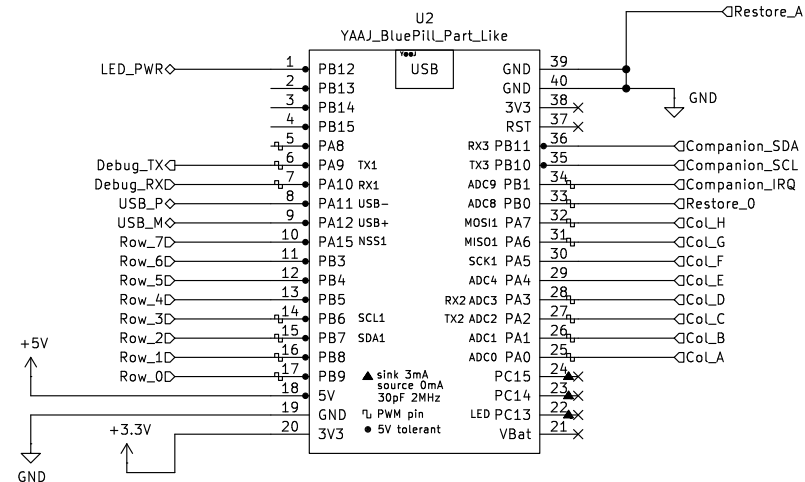 Restore_A
U2
YAAJ_BluePill_Part_Like
YAAJ
USB
LED_PWR 1 PB12 GND 39
2 PB13 GND 40 GND
3 PB14 3V3 38
4 PB15 RST 37
5 PA8 RX3 PB11 36 Companion_SDA
Debug_TX 6 PA9 TX1 TX3 PB10 35 Companion_SCL
Debug_RX 7 PA10 RX1 ADC9 PB1 34 Companion_IRQ
USB_P 8 PA11 USB- ADC8 PB0 33 Restore_O
USB_M 9 PA12 USB+ MOSI1 PA7 32 Col_H
Row_7 10 PA15 NSS1 MISO1 PA6 31 Col_G
Row_6 11 PB3 SCK1 PA5 30 Col_F
Row_5 12 PB4 ADC4 PA4 29 Col_E
Row_4 13 PB5 RX2 ADC3 PA3 28 Col_D
Row_3 14 PB6 SCL1 TX2 ADC2 PA2 27 Col_C
Row_2 15 PB7 SDA1 ADC1 PA1 26 Col_B
+5V Row_1 16 PB8 ADC0 PA0 25 Col_A
Row_0 17 PB9 sink 3mA PC15 24
18 5V source 0mA 30pF 2MHz PC14 23
19 GND PWM pin LED PC13 22
+3.3V 20 3V3 5V tolerant VBat 21
GND